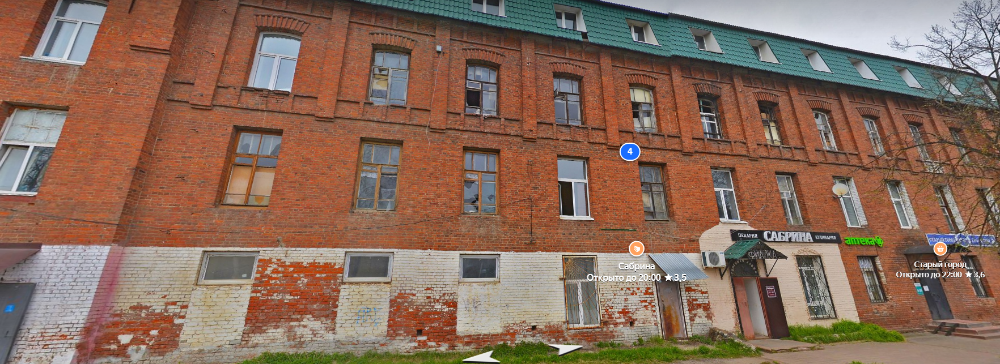 4
ПЕКАРНЯ САБРИНА КУЛИНАРИЯ
аптека
ФИАЛКА
Сабрина
Открыто до 20:00 ★3,5
Старый город
Открыто до 22:00 ★3,6